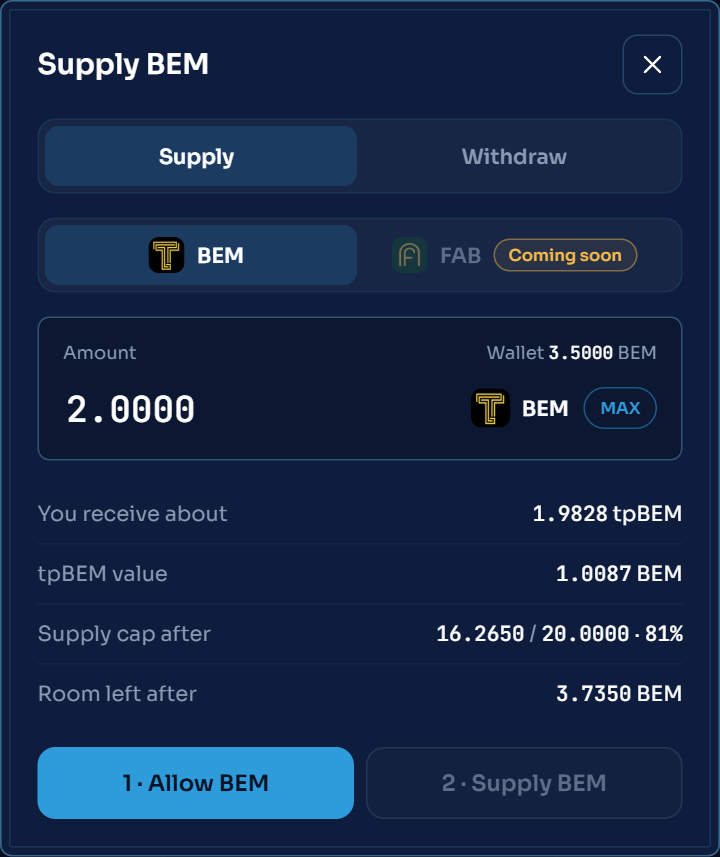 Supply BEM
Supply Withdraw
BEM FAB Coming soon
Amount Wallet 3.5000 BEM
2.0000 BEM MAX
You receive about 1.9828 tpBEM
tpBEM value 1.0087 BEM
Supply cap after 16.2650 / 20.0000 · 81%
Room left after 3.7350 BEM
1 · Allow BEM 2 · Supply BEM